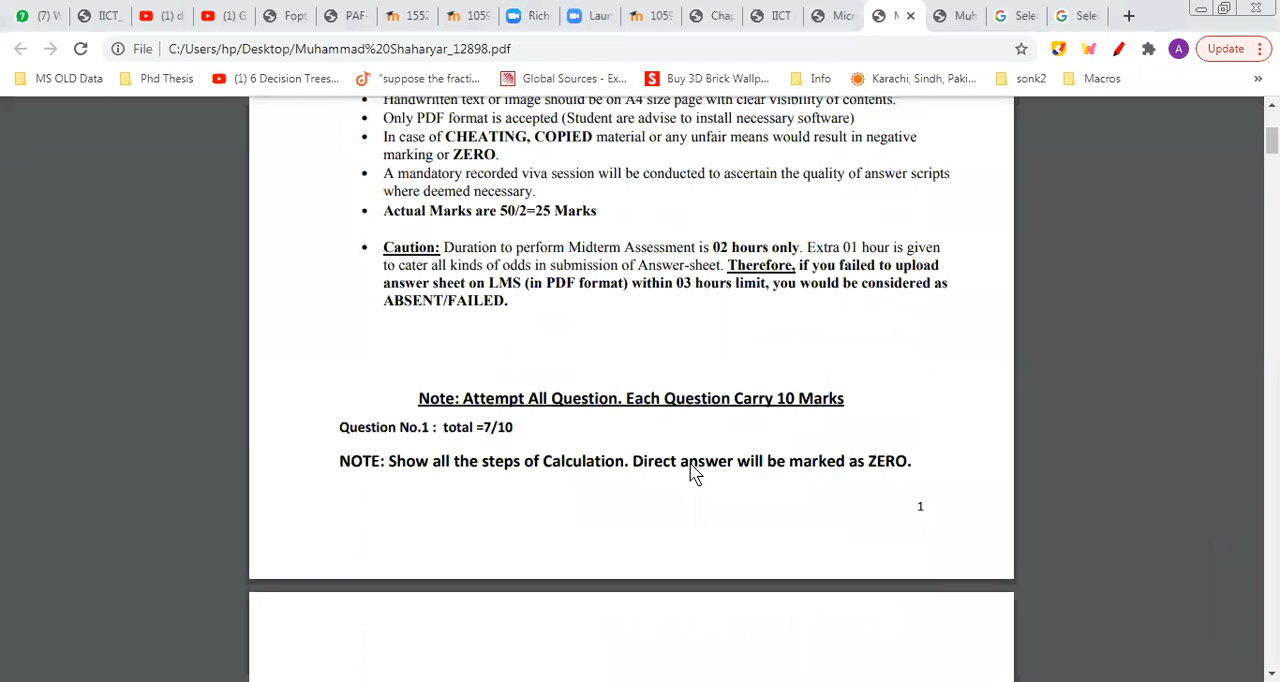 (7) W
IICT_
(1) d
(1) G
Fopt
PAF-
1552
1059
Rich
Laur
1059
Cha
IICT
Micr
Muh
Sele
Sele
File C:/Users/hp/Desktop/Muhammad%20Shaharyar_12898.pdf
A
Update
MS OLD Data
Phd Thesis
(1) 6 Decision Trees...
"suppose the fracti...
Global Sources - Ex...
Buy 3D Brick Wallp...
Info
Karachi, Sindh, Paki...
sonk2
Macros
»
• Handwritten text or image should be on A4 size page with clear visibility of contents.
• Only PDF format is accepted (Student are advise to install necessary software)
• In case of CHEATING, COPIED material or any unfair means would result in negative
marking or ZERO.
• A mandatory recorded viva session will be conducted to ascertain the quality of answer scripts
where deemed necessary.
• Actual Marks are 50/2=25 Marks
• Caution: Duration to perform Midterm Assessment is 02 hours only. Extra 01 hour is given
to cater all kinds of odds in submission of Answer-sheet. Therefore, if you failed to upload
answer sheet on LMS (in PDF format) within 03 hours limit, you would be considered as
ABSENT/FAILED.
Note: Attempt All Question. Each Question Carry 10 Marks
Question No.1 : total =7/10
NOTE: Show all the steps of Calculation. Direct answer will be marked as ZERO.
1